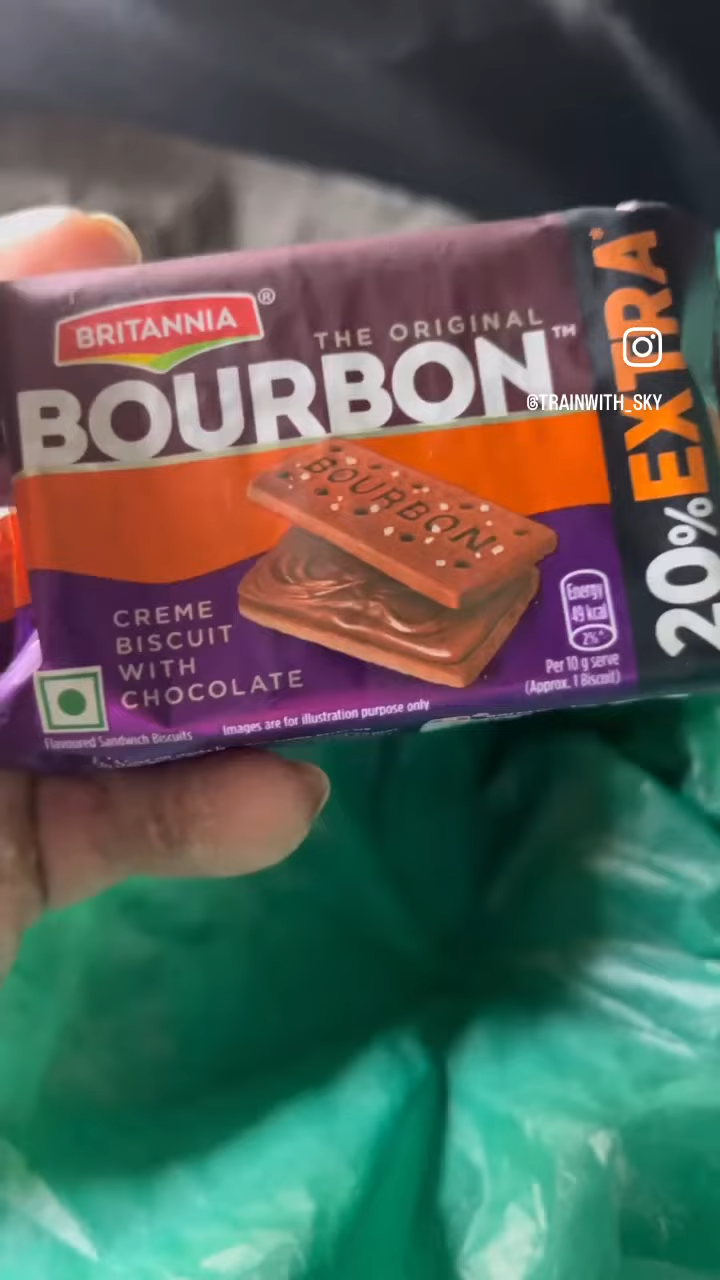 BRITANNIA®
THE ORIGINAL
BOURBON™
BOURBON
CREME
BISCUIT
WITH
CHOCOLATE
Energy
49 kcal
2%*
Per 10 g serve
(Approx. 1 Biscuit)
Images are for illustration purpose only
Flavoured Sandwich Biscuits
20% EXTRA*
@TRAINWITH_SKY